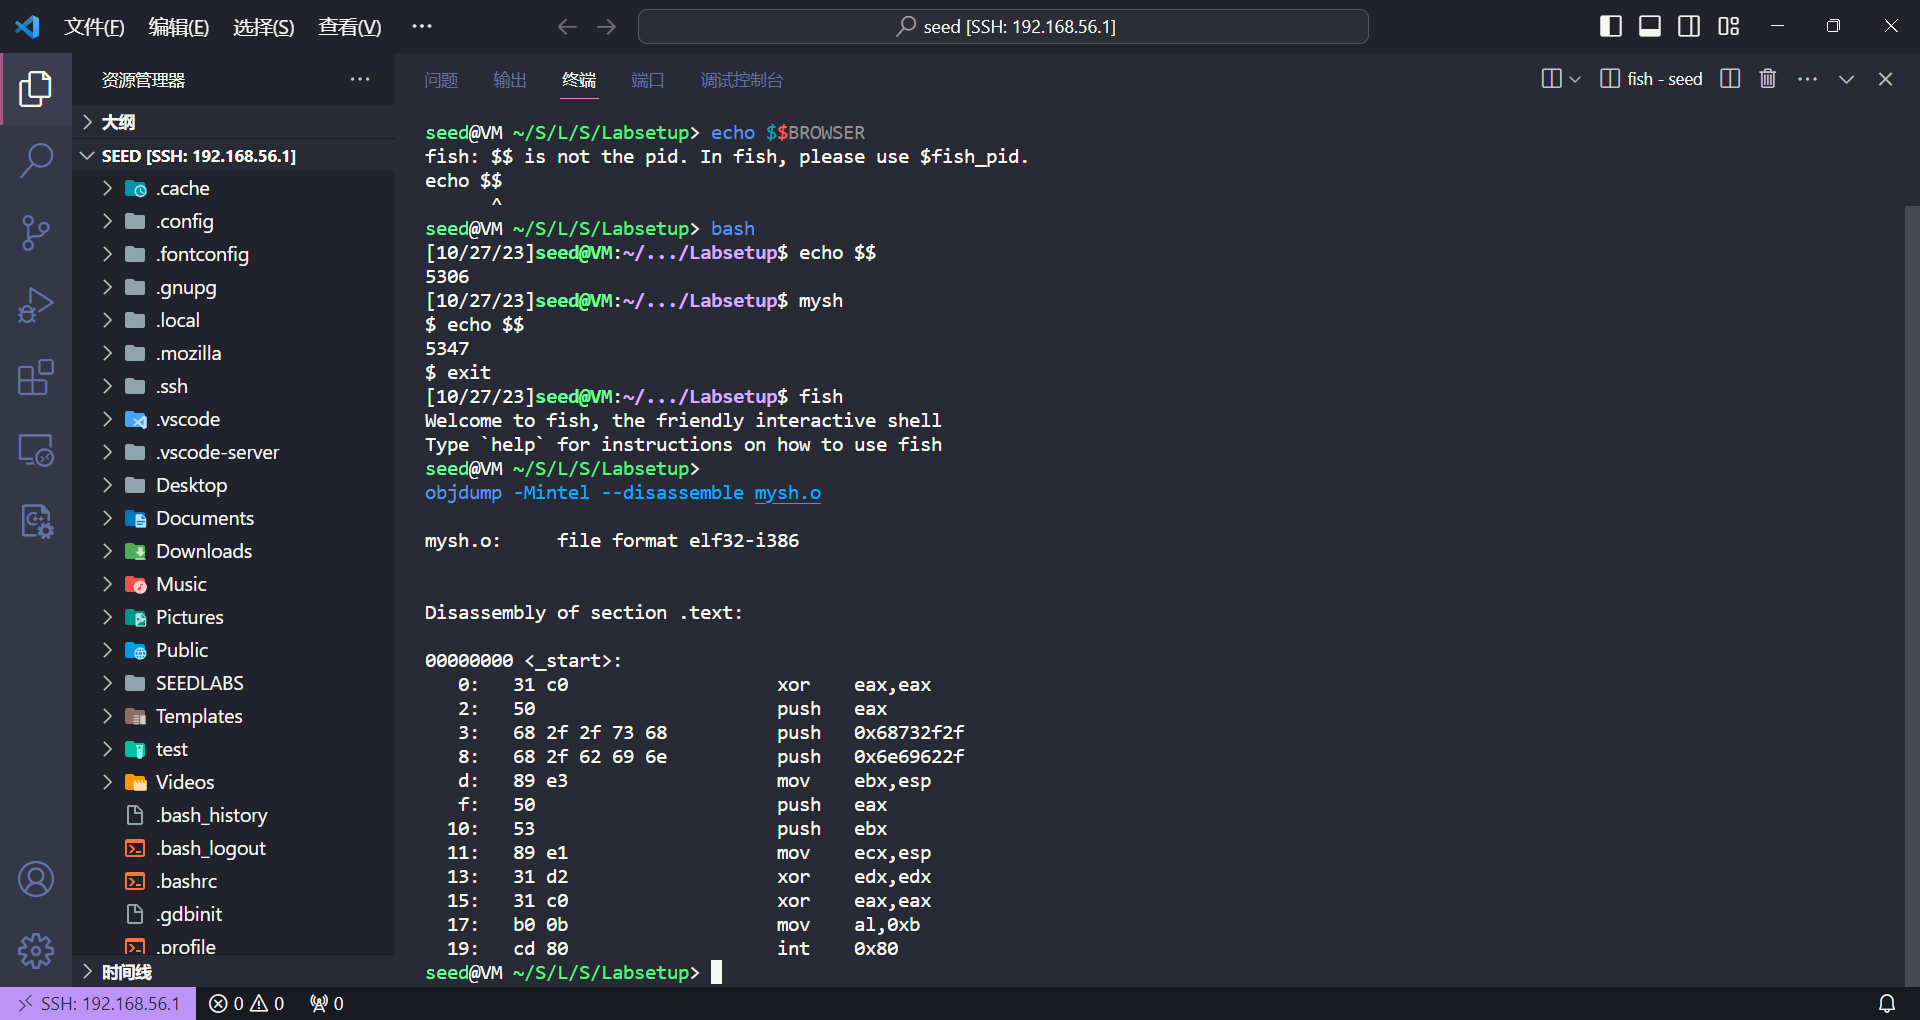 文件(F) 编辑(E) 选择(S) 查看(V) ··· seed [SSH: 192.168.56.1]
资源管理器 ···
大纲
SEED [SSH: 192.168.56.1]
.cache
.config
.fontconfig
.gnupg
.local
.mozilla
.ssh
.vscode
.vscode-server
Desktop
Documents
Downloads
Music
Pictures
Public
SEEDLABS
Templates
test
Videos
.bash_history
.bash_logout
.bashrc
.gdbinit
.profile
时间线
问题 输出 终端 端口 调试控制台 fish - seed ···
seed@VM ~/S/L/S/Labsetup> echo $$BROWSER
fish: $$ is not the pid. In fish, please use $fish_pid.
echo $$
^
seed@VM ~/S/L/S/Labsetup> bash
[10/27/23]seed@VM:~/.../Labsetup$ echo $$
5306
[10/27/23]seed@VM:~/.../Labsetup$ mysh
$ echo $$
5347
$ exit
[10/27/23]seed@VM:~/.../Labsetup$ fish
Welcome to fish, the friendly interactive shell
Type `help` for instructions on how to use fish
seed@VM ~/S/L/S/Labsetup>
objdump -Mintel --disassemble mysh.o
mysh.o:     file format elf32-i386
Disassembly of section .text:
00000000 <_start>:
0: 31 c0 xor eax,eax
2: 50 push eax
3: 68 2f 2f 73 68 push 0x68732f2f
8: 68 2f 62 69 6e push 0x6e69622f
d: 89 e3 mov ebx,esp
f: 50 push eax
10: 53 push ebx
11: 89 e1 mov ecx,esp
13: 31 d2 xor edx,edx
15: 31 c0 xor eax,eax
17: b0 0b mov al,0xb
19: cd 80 int 0x80
seed@VM ~/S/L/S/Labsetup>
SSH: 192.168.56.1 0 0 0